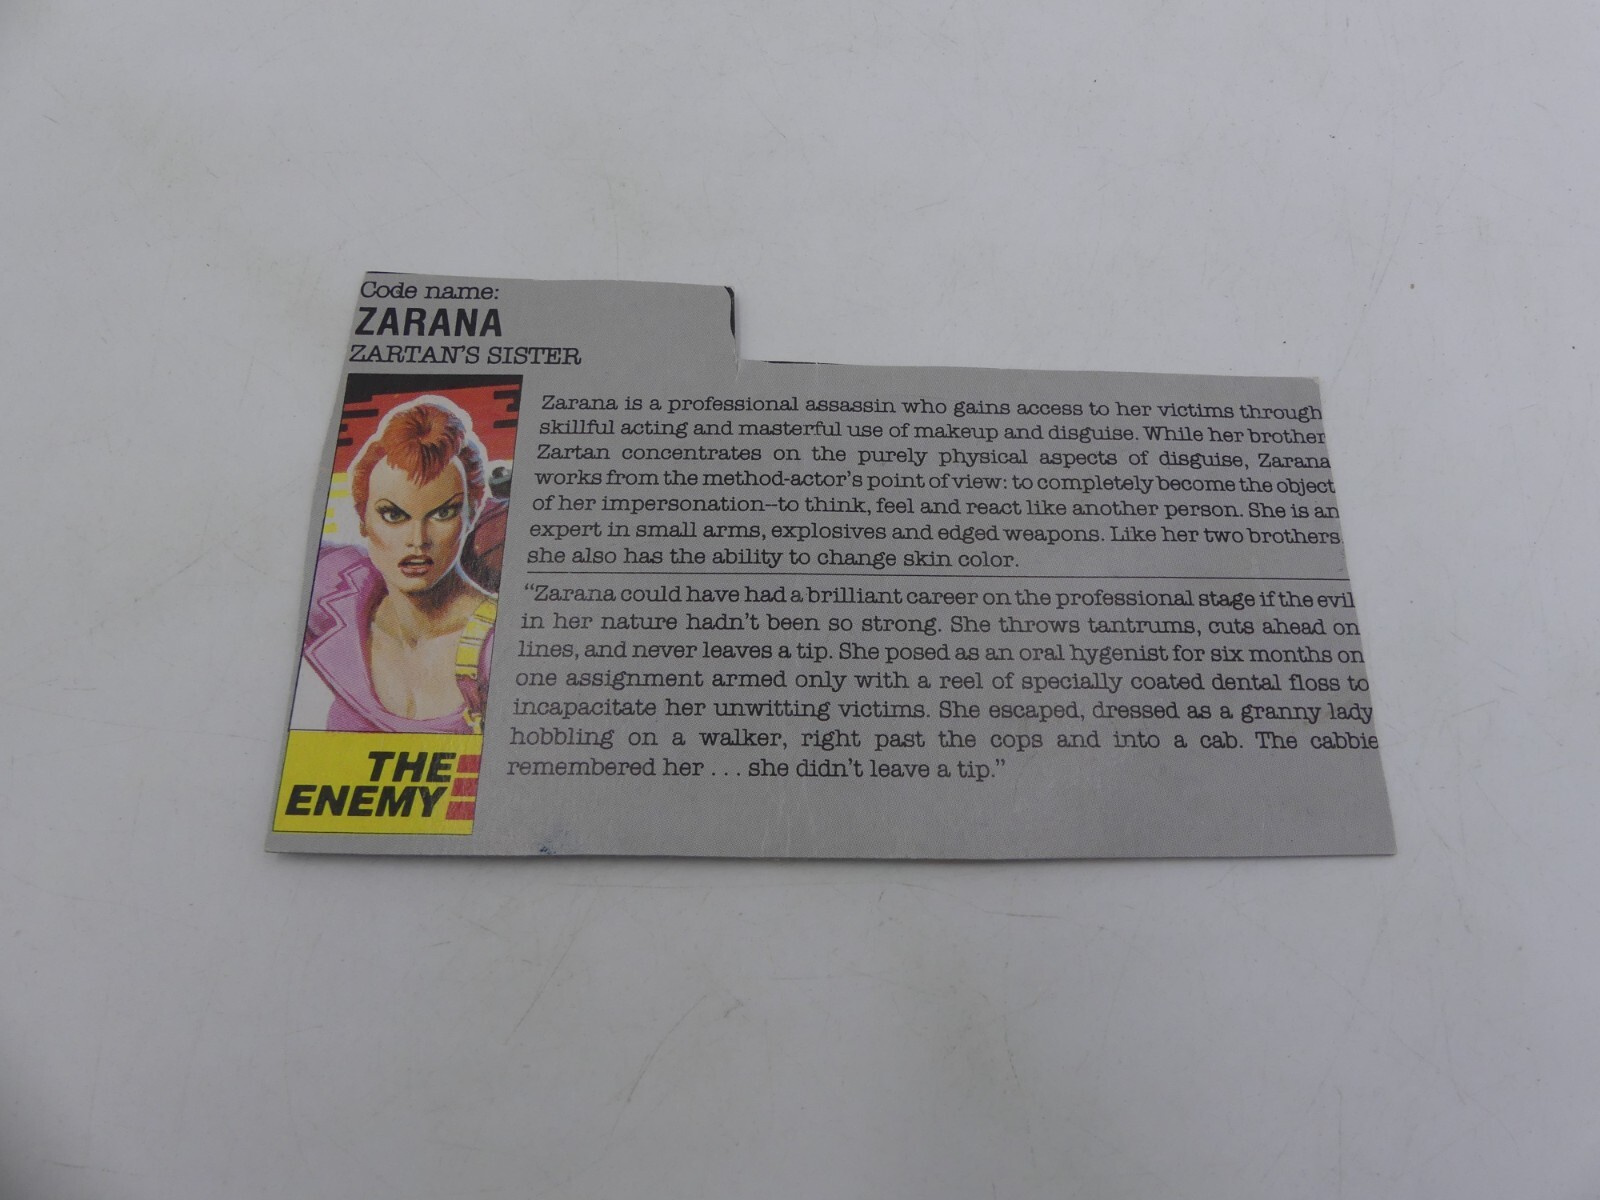 Code name:
ZARANA
ZARTAN'S SISTER
Zarana is a professional assassin who gains access to her victims through
skillful acting and masterful use of makeup and disguise. While her brother
Zartan concentrates on the purely physical aspects of disguise, Zarana
works from the method-actor's point of view: to completely become the object
of her impersonation--to think, feel and react like another person. She is an
expert in small arms, explosives and edged weapons. Like her two brothers
she also has the ability to change skin color.
"Zarana could have had a brilliant career on the professional stage if the evil
in her nature hadn't been so strong. She throws tantrums, cuts ahead on
lines, and never leaves a tip. She posed as an oral hygenist for six months on
one assignment armed only with a reel of specially coated dental floss to
incapacitate her unwitting victims. She escaped, dressed as a granny lady
hobbling on a walker, right past the cops and into a cab. The cabbie
remembered her . . . she didn't leave a tip."
THE
ENEMY